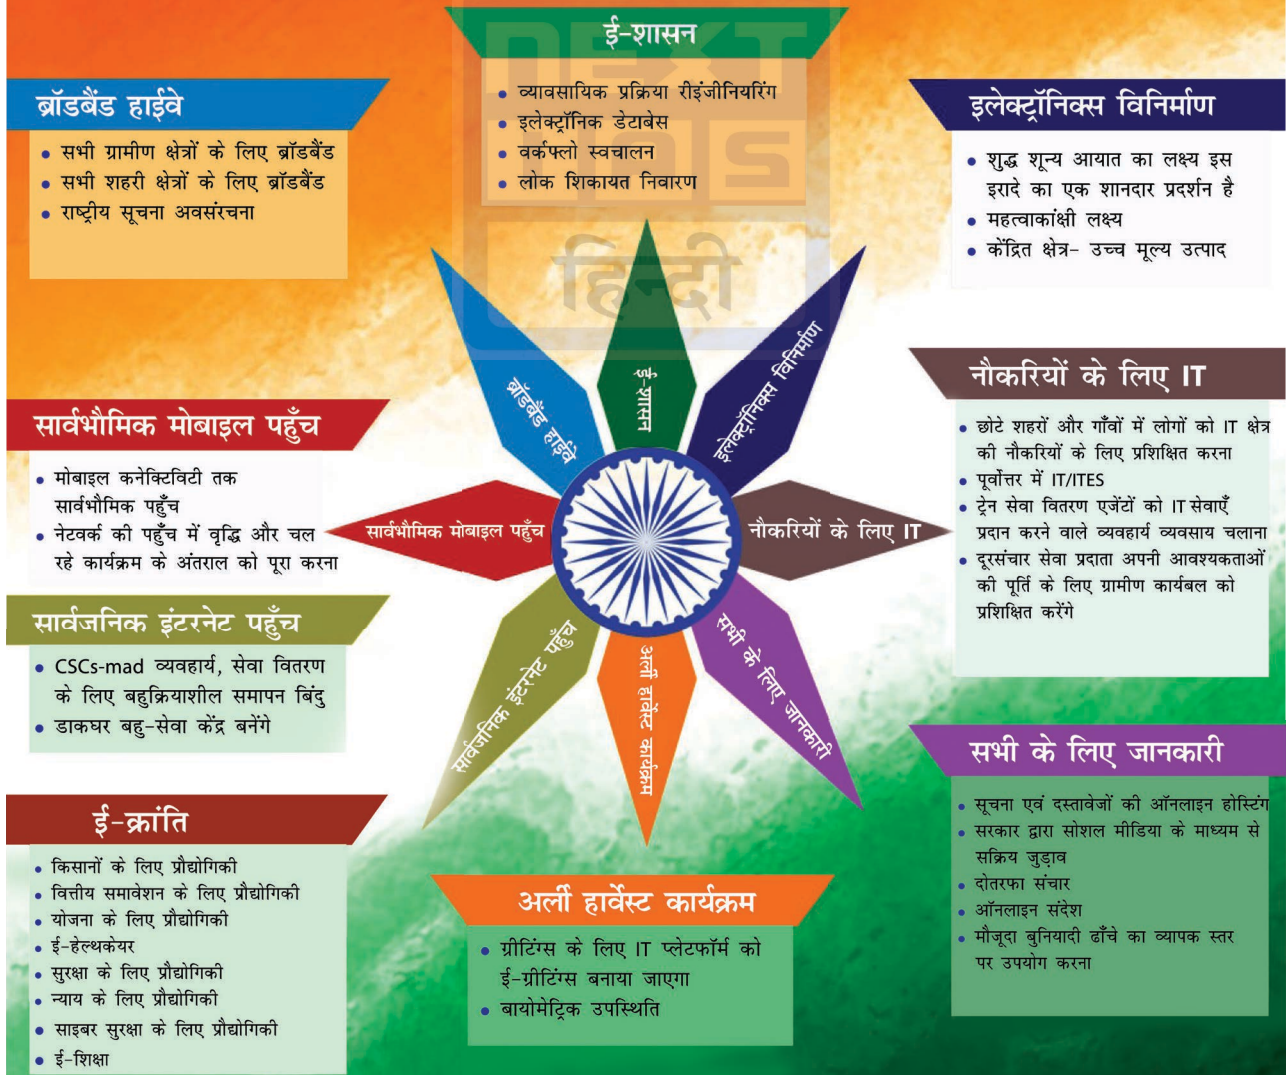 ई-शासन
• व्यावसायिक प्रक्रिया रीइंजीनियरिंग
• इलेक्ट्रॉनिक डेटाबेस
• वर्कफ्लो स्वचालन
• लोक शिकायत निवारण
ब्रॉडबैंड हाईवे
• सभी ग्रामीण क्षेत्रों के लिए ब्रॉडबैंड
• सभी शहरी क्षेत्रों के लिए ब्रॉडबैंड
• राष्ट्रीय सूचना अवसंरचना
इलेक्ट्रॉनिक्स विनिर्माण
• शुद्ध शून्य आयात का लक्ष्य इस
इरादे का एक शानदार प्रदर्शन है
• महत्वाकांक्षी लक्ष्य
• केंद्रित क्षेत्र- उच्च मूल्य उत्पाद
NEXT
IAS
हिन्दी
सार्वभौमिक मोबाइल पहुँच
• मोबाइल कनेक्टिविटी तक
सार्वभौमिक पहुँच
• नेटवर्क की पहुँच में वृद्धि और चल
रहे कार्यक्रम के अंतराल को पूरा करना
नौकरियों के लिए IT
• छोटे शहरों और गाँवों में लोगों को IT क्षेत्र
की नौकरियों के लिए प्रशिक्षित करना
• पूर्वोत्तर में IT/ITES
• ट्रेन सेवा वितरण एजेंटों को IT सेवाएँ
प्रदान करने वाले व्यवहार्य व्यवसाय चलाना
• दूरसंचार सेवा प्रदाता अपनी आवश्यकताओं
की पूर्ति के लिए ग्रामीण कार्यबल को
प्रशिक्षित करेंगे
ब्रॉडबैंड हाईवे
ई-शासन
इलेक्ट्रॉनिक्स विनिर्माण
सार्वभौमिक मोबाइल पहुँच
नौकरियों के लिए IT
सार्वजनिक इंटरनेट पहुँच
अर्ली हार्वेस्ट कार्यक्रम
सभी के लिए जानकारी
सार्वजनिक इंटरनेट पहुँच
• CSCs-mad व्यवहार्य, सेवा वितरण
के लिए बहुक्रियाशील समापन बिंदु
• डाकघर बहु-सेवा केंद्र बनेंगे
सभी के लिए जानकारी
• सूचना एवं दस्तावेजों की ऑनलाइन होस्टिंग
• सरकार द्वारा सोशल मीडिया के माध्यम से
सक्रिय जुड़ाव
• दोतरफा संचार
• ऑनलाइन संदेश
• मौजूदा बुनियादी ढाँचे का व्यापक स्तर
पर उपयोग करना
ई-क्रांति
• किसानों के लिए प्रौद्योगिकी
• वित्तीय समावेशन के लिए प्रौद्योगिकी
• योजना के लिए प्रौद्योगिकी
• ई-हेल्थकेयर
• सुरक्षा के लिए प्रौद्योगिकी
• न्याय के लिए प्रौद्योगिकी
• साइबर सुरक्षा के लिए प्रौद्योगिकी
• ई-शिक्षा
अर्ली हार्वेस्ट कार्यक्रम
• ग्रीटिंग्स के लिए IT प्लेटफॉर्म को
ई-ग्रीटिंग्स बनाया जाएगा
• बायोमेट्रिक उपस्थिति